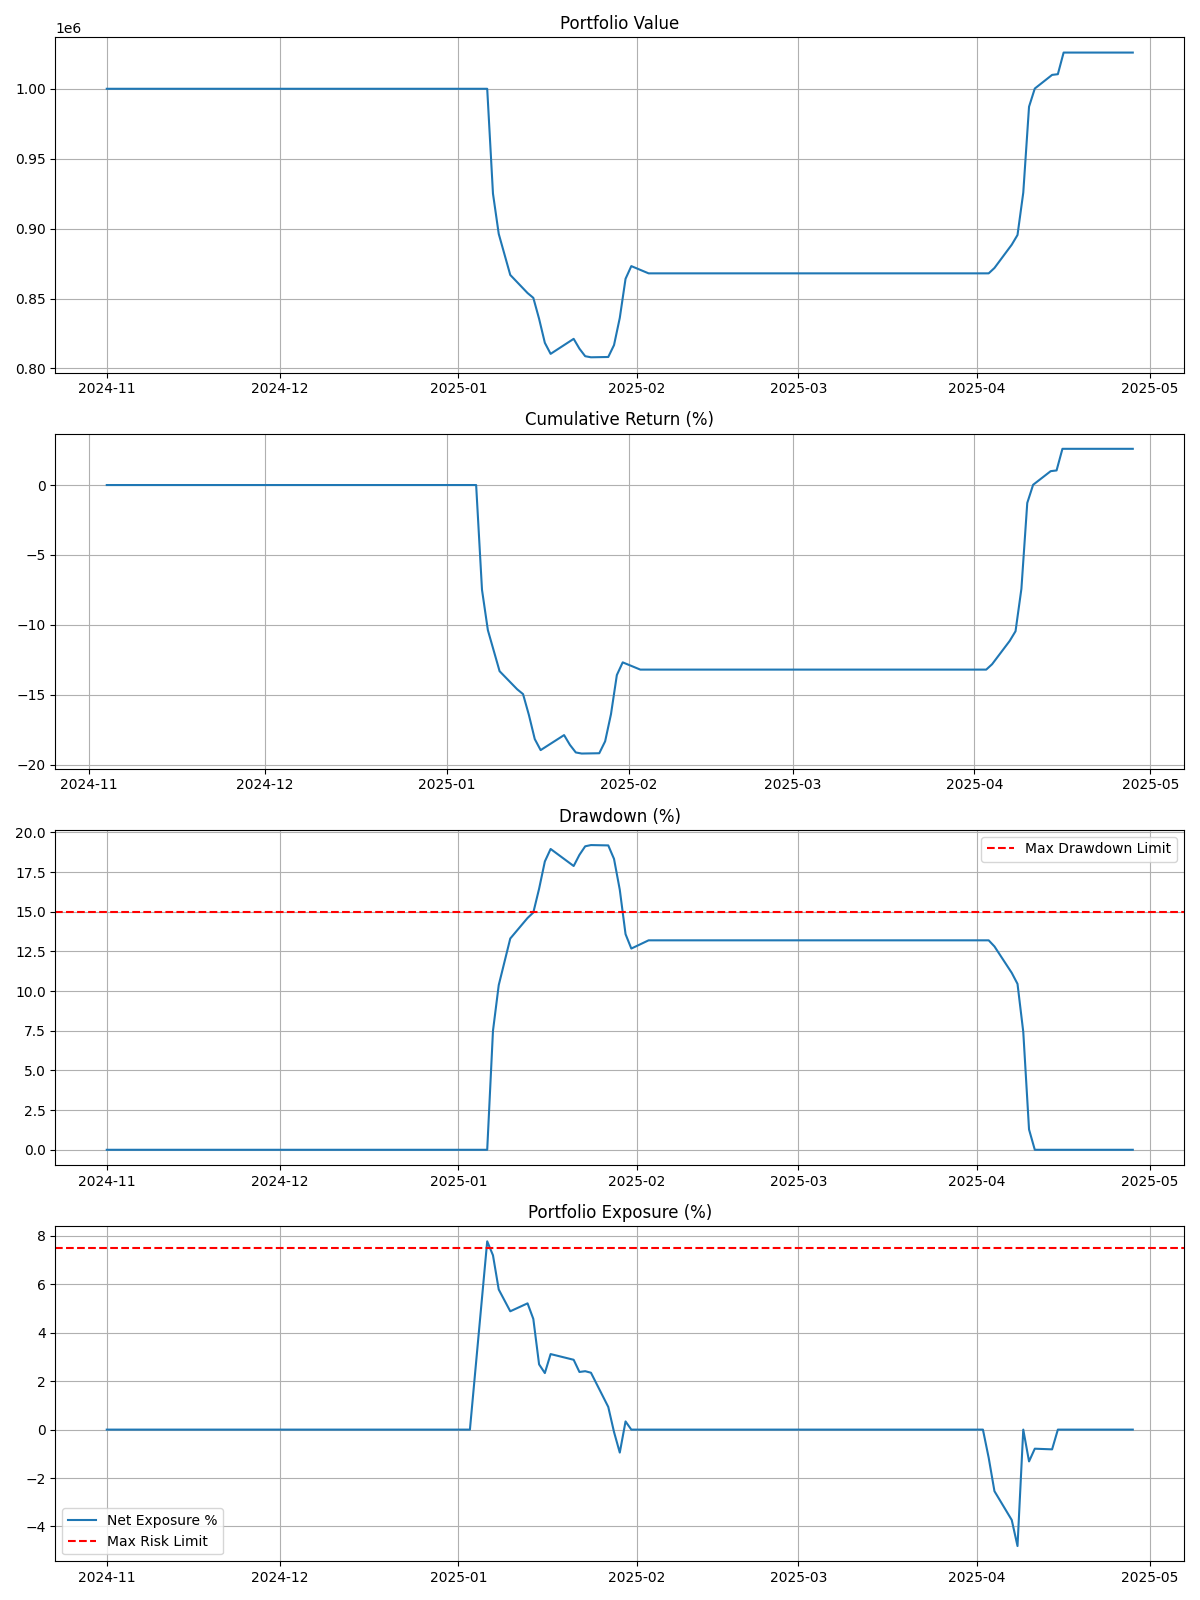 Portfolio Value
1e6
1.00
0.95
0.90
0.85
0.80
2024-11 2024-12 2025-01 2025-02 2025-03 2025-04 2025-05
Cumulative Return (%)
0
−5
−10
−15
−20
2024-11 2024-12 2025-01 2025-02 2025-03 2025-04 2025-05
Drawdown (%)
20.0
Max Drawdown Limit
17.5
15.0
12.5
10.0
7.5
5.0
2.5
0.0
2024-11 2024-12 2025-01 2025-02 2025-03 2025-04 2025-05
Portfolio Exposure (%)
8
6
4
2
0
−2
−4
Net Exposure %
Max Risk Limit
2024-11 2024-12 2025-01 2025-02 2025-03 2025-04 2025-05